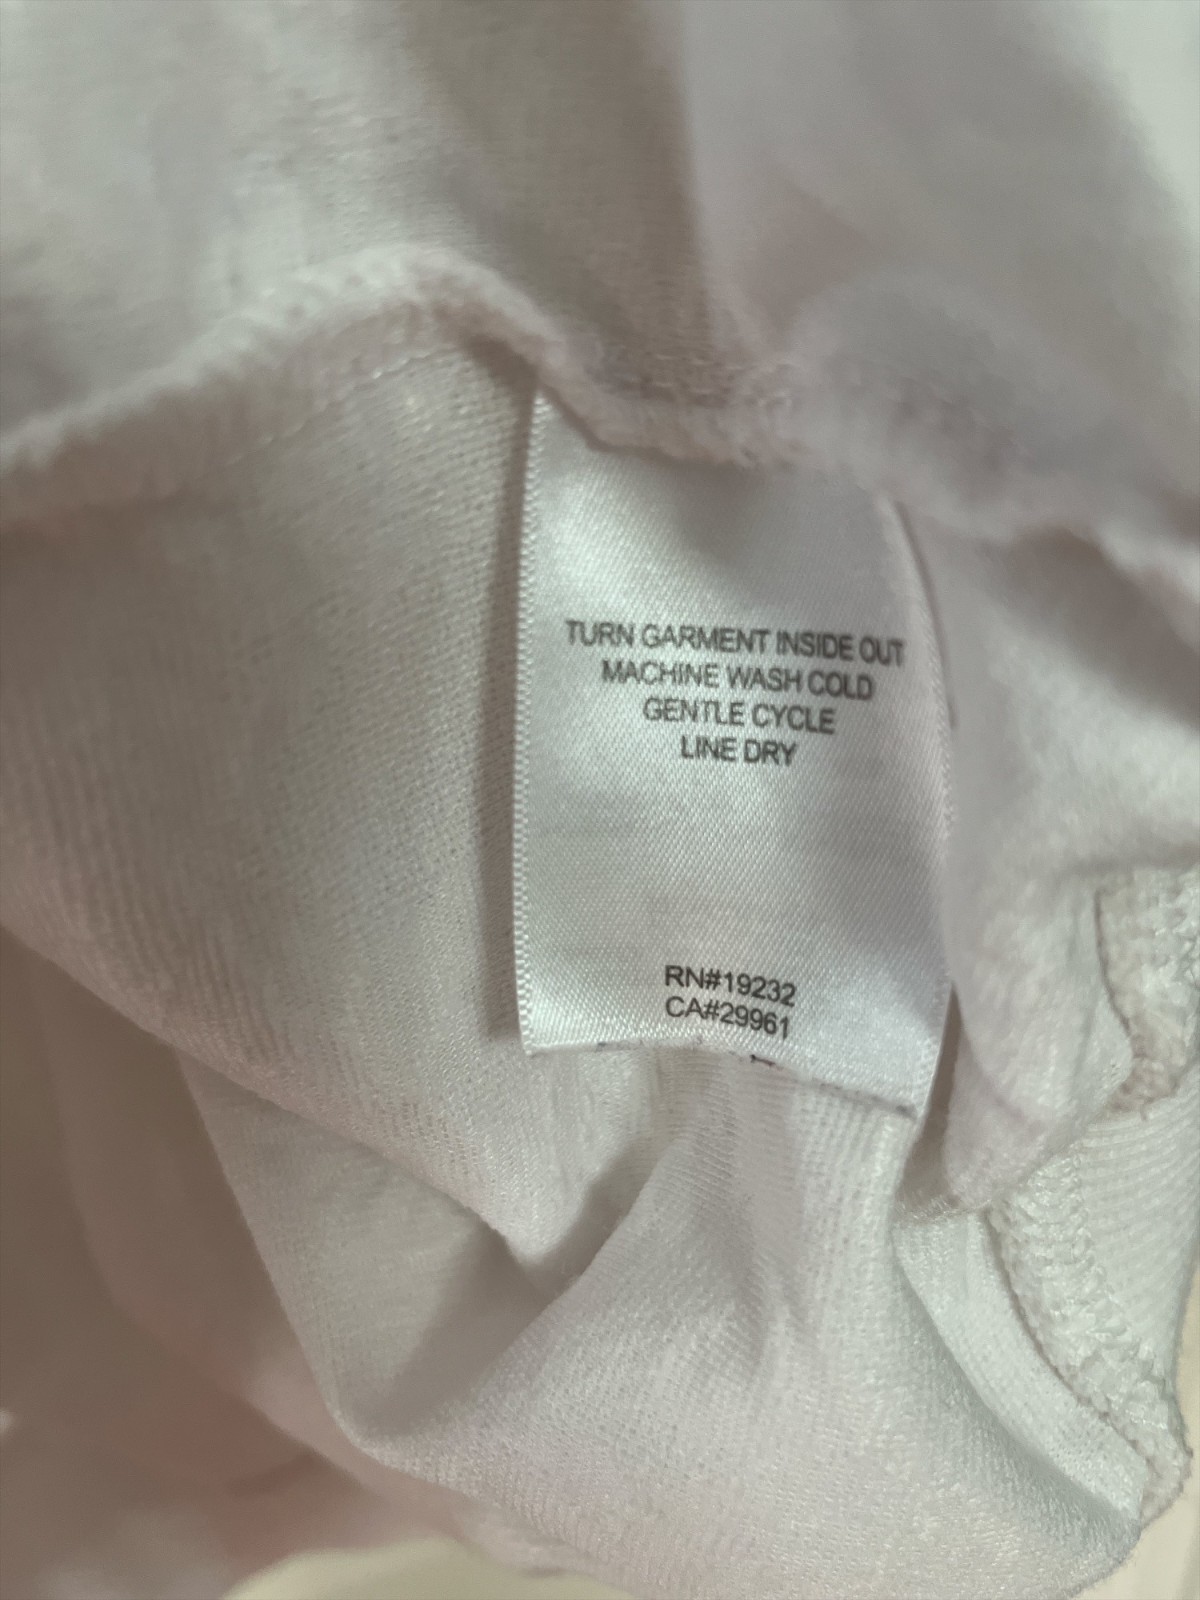 TURN GARMENT INSIDE OUT
MACHINE WASH COLD
GENTLE CYCLE
LINE DRY
RN#19232
CA#29961